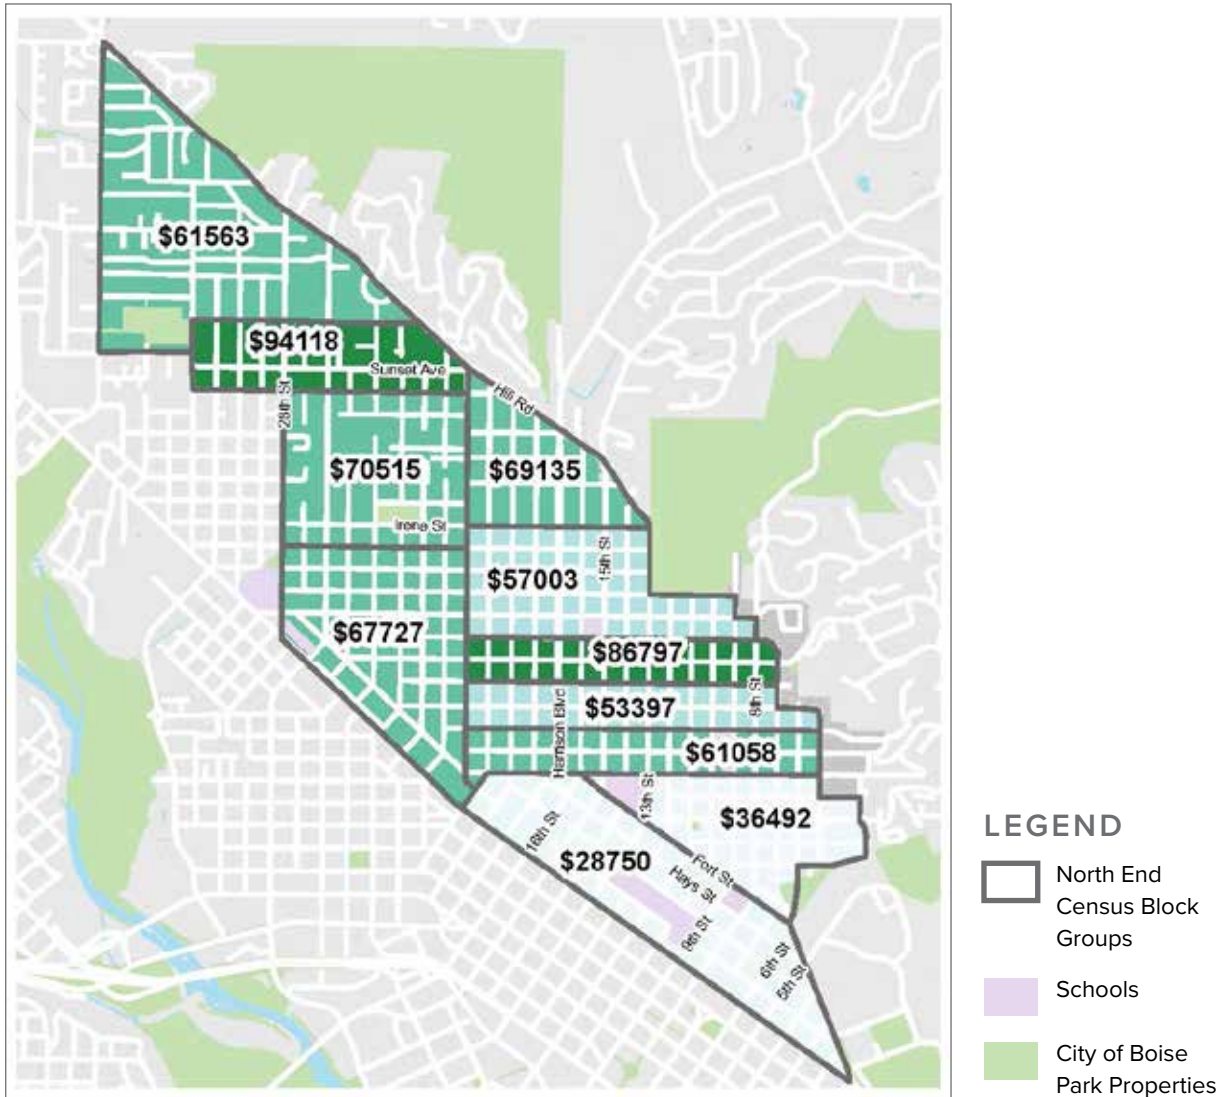 $61563
$94118
Sunset Ave
28th St
Hill Rd
$70515
$69135
Irene St
15th St
$57003
$67727
$86797
8th St
Harrison Blvd
$53397
$61058
13th St
$36492
16th St
$28750
Fort St
Hays St
9th St
6th St
5th St
LEGEND
North End
Census Block
Groups
Schools
City of Boise
Park Properties